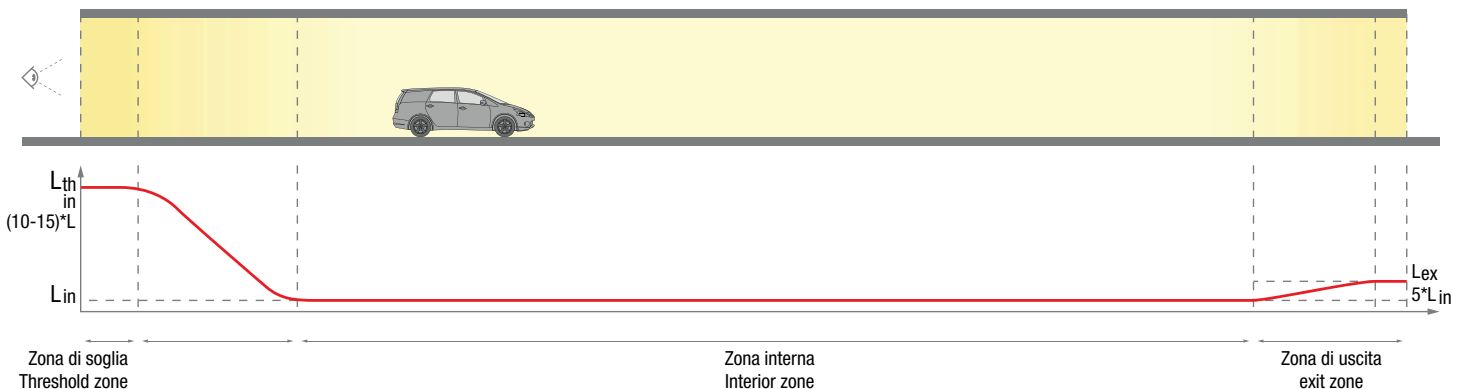 Lth
in
(10-15)*L
Lin
Lex
5*Lin
Zona di soglia
Threshold zone
Zona interna
Interior zone
Zona di uscita
exit zone